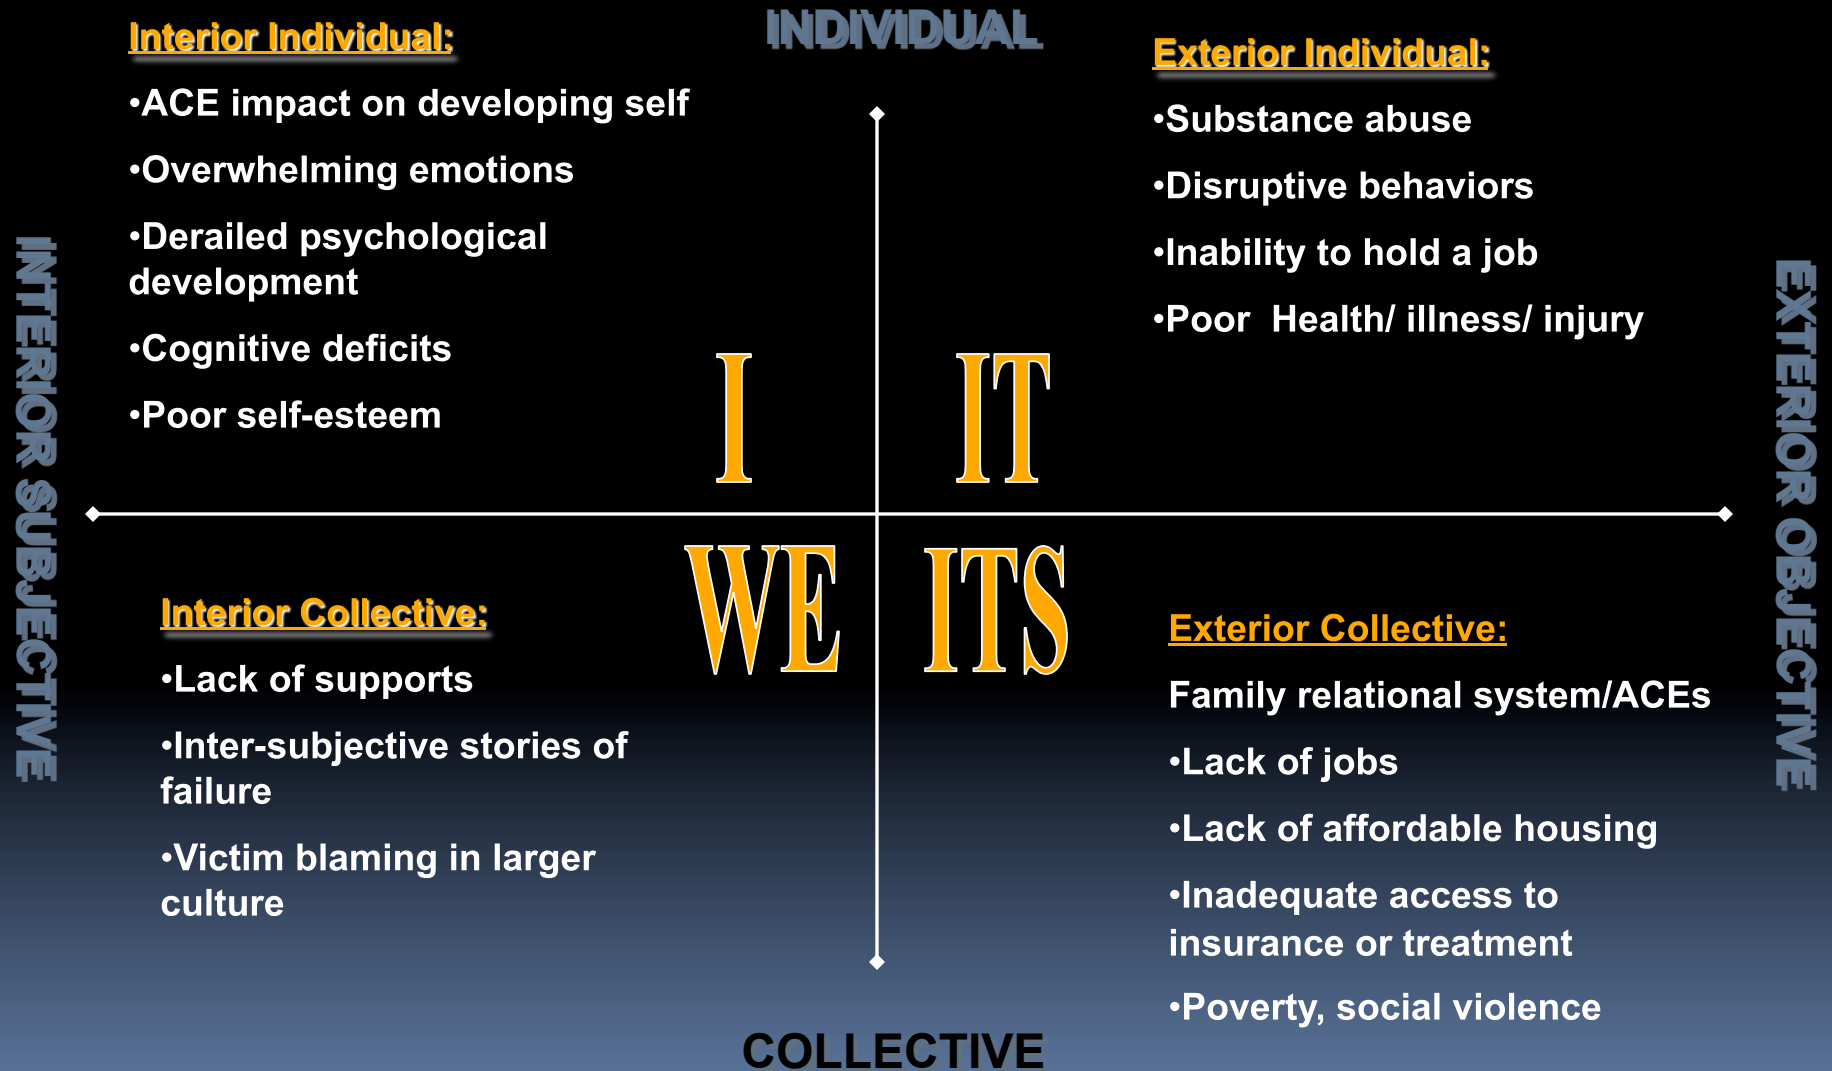 INDIVIDUAL
Interior Individual:
•ACE impact on developing self
•Overwhelming emotions
•Derailed psychological
development
•Cognitive deficits
•Poor self-esteem
Exterior Individual:
•Substance abuse
•Disruptive behaviors
•Inability to hold a job
•Poor  Health/ illness/ injury
INTERIOR SUBJECTIVE
EXTERIOR OBJECTIVE
I
IT
WE
ITS
Interior Collective:
•Lack of supports
•Inter-subjective stories of
failure
•Victim blaming in larger
culture
Exterior Collective:
Family relational system/ACEs
•Lack of jobs
•Lack of affordable housing
•Inadequate access to
insurance or treatment
•Poverty, social violence
COLLECTIVE